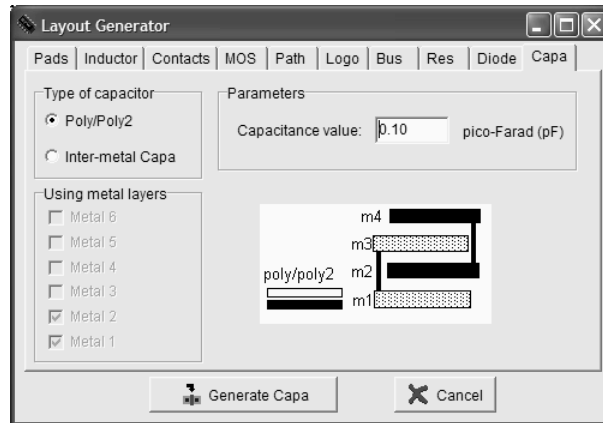 Layout Generator
Pads Inductor Contacts MOS Path Logo Bus Res Diode Capa
Type of capacitor
Poly/Poly2
Inter-metal Capa
Parameters
Capacitance value: 0.10 pico-Farad (pF)
Using metal layers
Metal 6
Metal 5
Metal 4
Metal 3
Metal 2
Metal 1
m4
m3
poly/poly2 m2
m1
Generate Capa Cancel